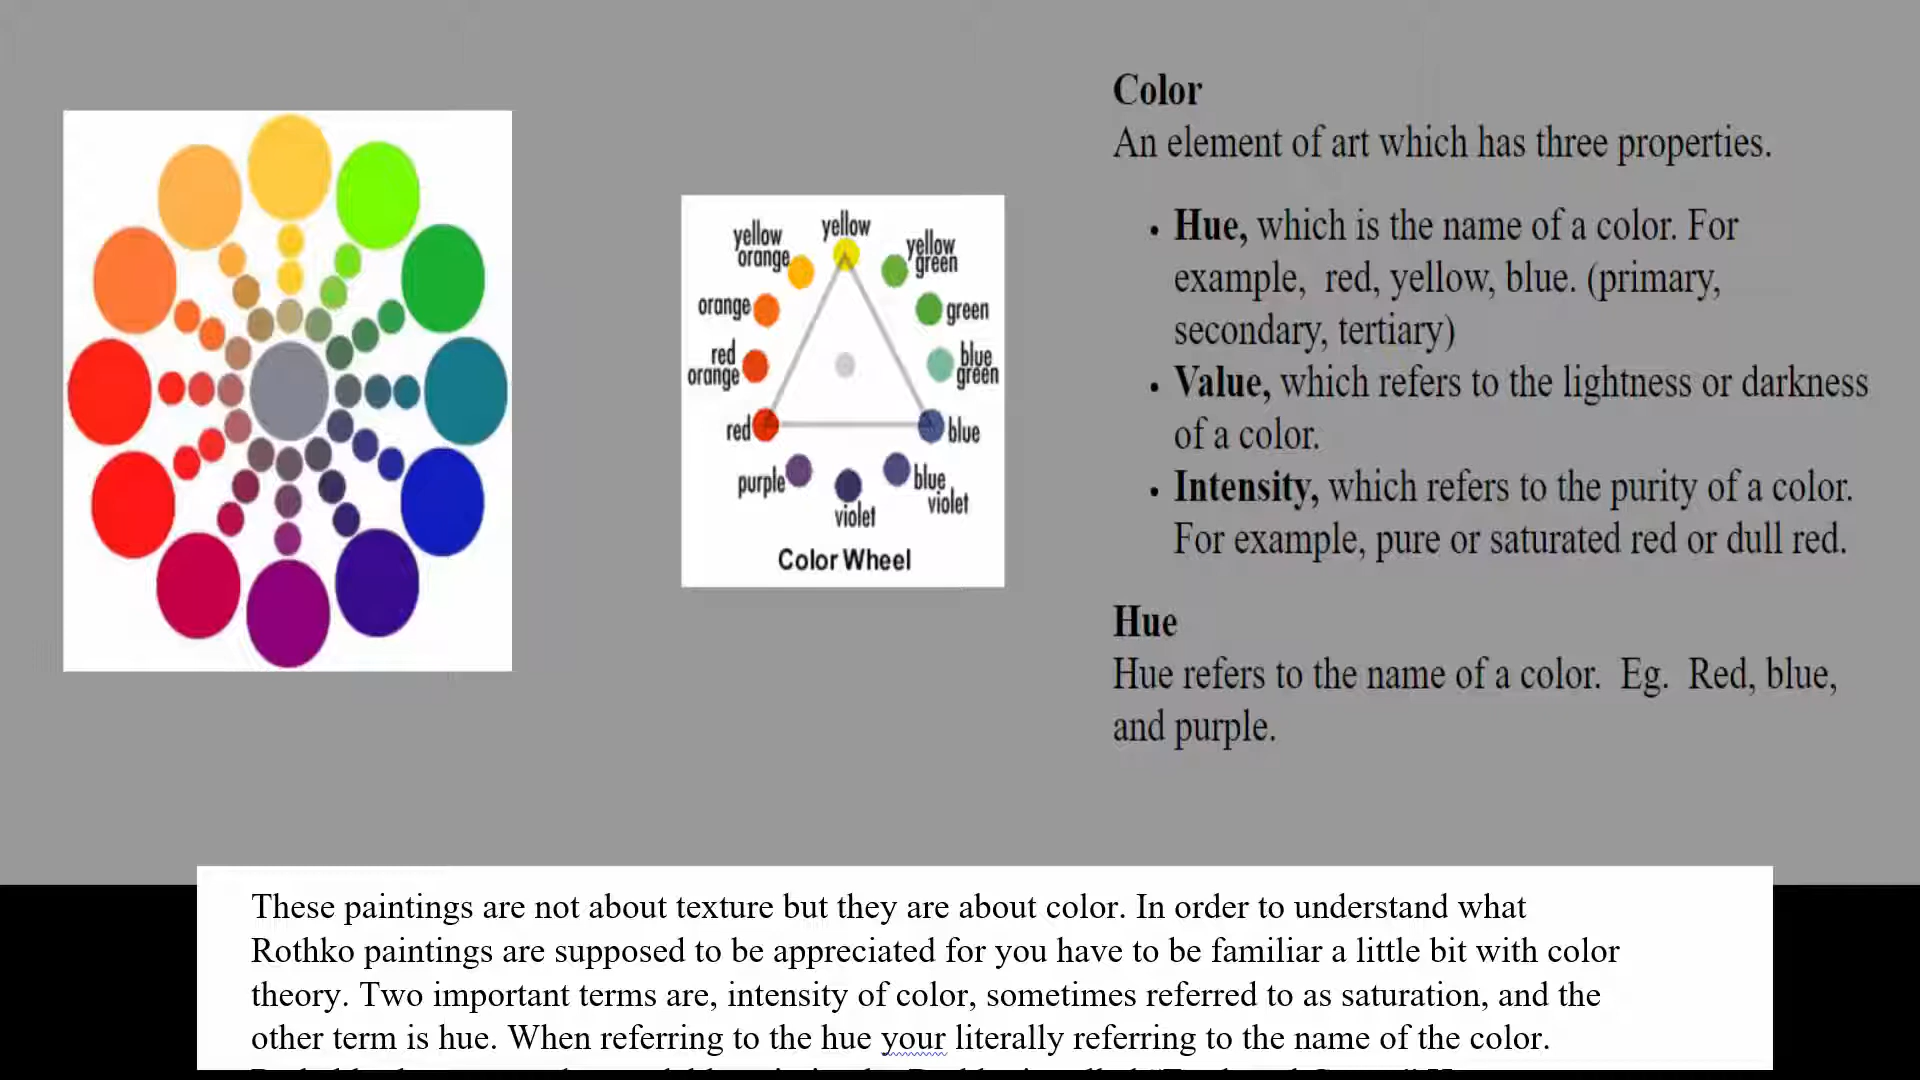 Color
An element of art which has three properties.
• Hue, which is the name of a color. For
example, red, yellow, blue. (primary,
secondary, tertiary)
• Value, which refers to the lightness or darkness
of a color.
• Intensity, which refers to the purity of a color.
For example, pure or saturated red or dull red.
Hue
Hue refers to the name of a color. Eg. Red, blue,
and purple.
yellow
yellow
orange
yellow
green
orange
green
red
orange
blue
green
red
blue
purple
blue
violet
violet
Color Wheel
These paintings are not about texture but they are about color. In order to understand what
Rothko paintings are supposed to be appreciated for you have to be familiar a little bit with color
theory. Two important terms are, intensity of color, sometimes referred to as saturation, and the
other term is hue. When referring to the hue your literally referring to the name of the color.